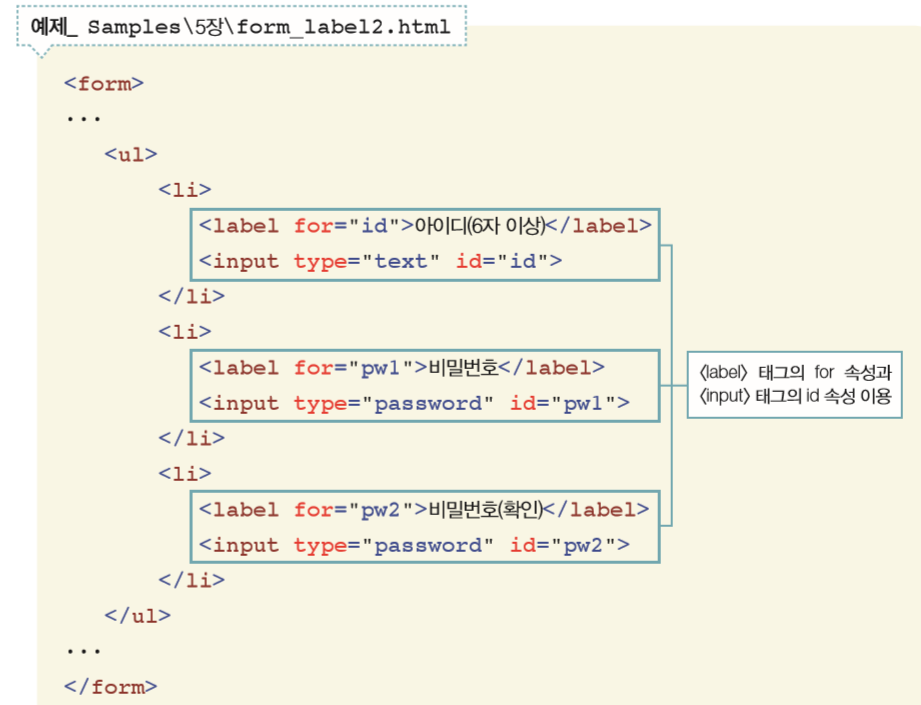 예제_ Samples\5장\form_label2.html
<form>
...
<ul>
<li>
<label for="id">아이디(6자 이상)</label>
<input type="text" id="id">
</li>
<li>
<label for="pw1">비밀번호</label>
<input type="password" id="pw1">
</li>
<li>
<label for="pw2">비밀번호(확인)</label>
<input type="password" id="pw2">
</li>
</ul>
...
</form>
〈label〉 태그의 for 속성과
〈input〉 태그의 id 속성 이용